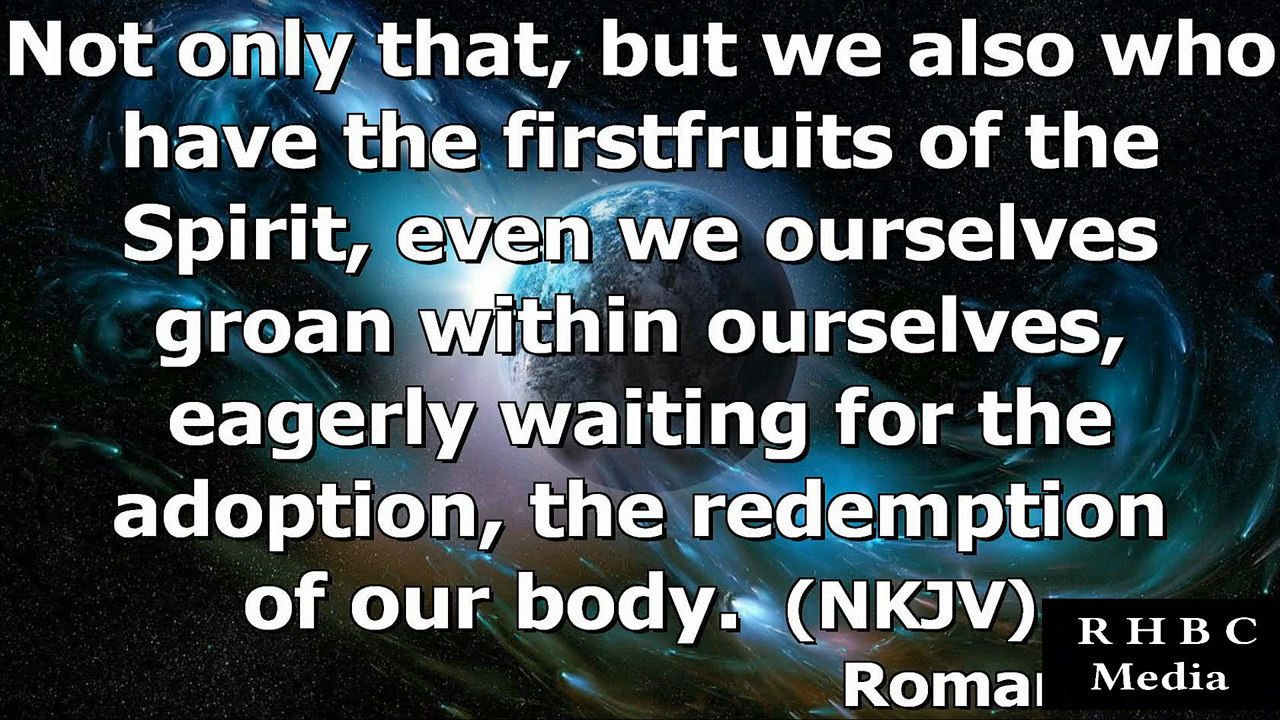 Not only that, but we also who
have the firstfruits of the
Spirit, even we ourselves
groan within ourselves,
eagerly waiting for the
adoption, the redemption
of our body. (NKJV)
R H B C
Media